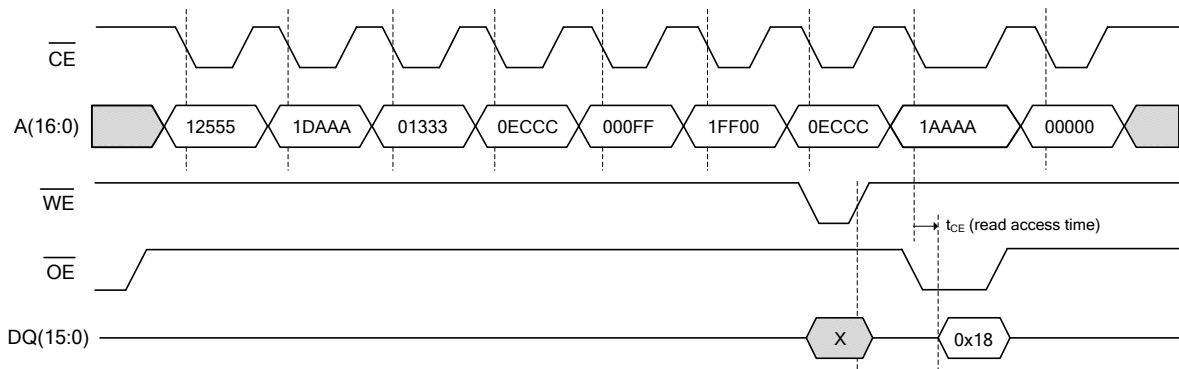 CE
A(16:0) 12555 1DAAA 01333 0ECCC 000FF 1FF00 0ECCC 1AAAA 00000
WE
tCE (read access time)
OE
DQ(15:0) X 0x18